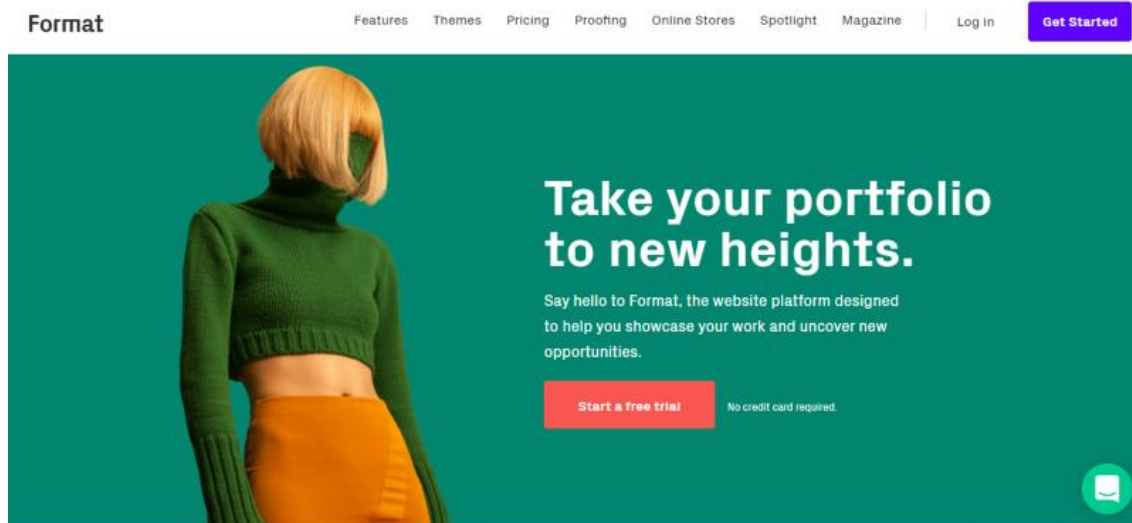 Format
Features Themes Pricing Proofing Online Stores Spotlight Magazine Log in Get Started
Take your portfolio
to new heights.
Say hello to Format, the website platform designed
to help you showcase your work and uncover new
opportunities.
Start a free trial No credit card required.